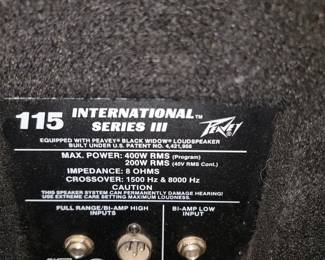 115 INTERNATIONAL™
SERIES III PEAVEY
EQUIPPED WITH PEAVEY® BLACK WIDOW® LOUDSPEAKER
BUILT UNDER U.S. PATENT NO. 4,421,956
MAX. POWER: 400W RMS (Program)
200W RMS (40V RMS Cont.)
IMPEDANCE: 8 OHMS
CROSSOVER: 1500 Hz & 8000 Hz
CAUTION
THIS SPEAKER SYSTEM CAN PERMANENTLY DAMAGE HEARING!
USE EXTREME CARE SETTING MAXIMUM LOUDNESS.
FULL RANGE/BI-AMP HIGH
INPUTS
BI-AMP LOW
INPUT